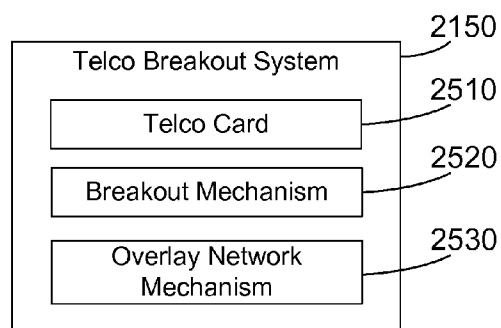 Telco Breakout System
2150
Telco Card
2510
Breakout Mechanism
2520
Overlay Network
Mechanism
2530